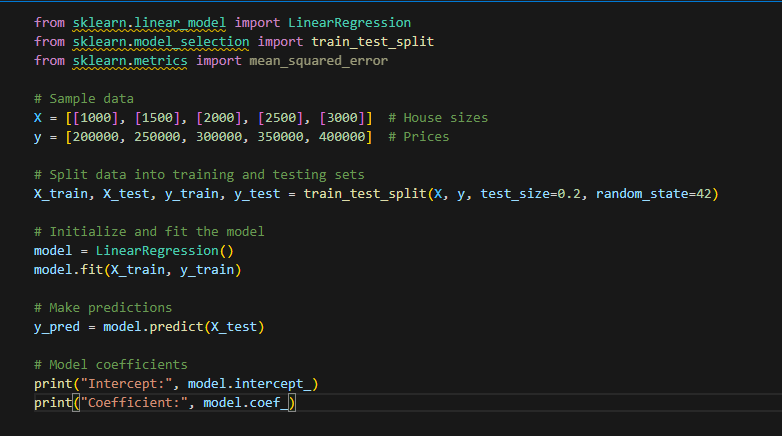 from sklearn.linear_model import LinearRegression
from sklearn.model_selection import train_test_split
from sklearn.metrics import mean_squared_error
# Sample data
X = [[1000], [1500], [2000], [2500], [3000]]  # House sizes
y = [200000, 250000, 300000, 350000, 400000]  # Prices
# Split data into training and testing sets
X_train, X_test, y_train, y_test = train_test_split(X, y, test_size=0.2, random_state=42)
# Initialize and fit the model
model = LinearRegression()
model.fit(X_train, y_train)
# Make predictions
y_pred = model.predict(X_test)
# Model coefficients
print("Intercept:", model.intercept_)
print("Coefficient:", model.coef_)